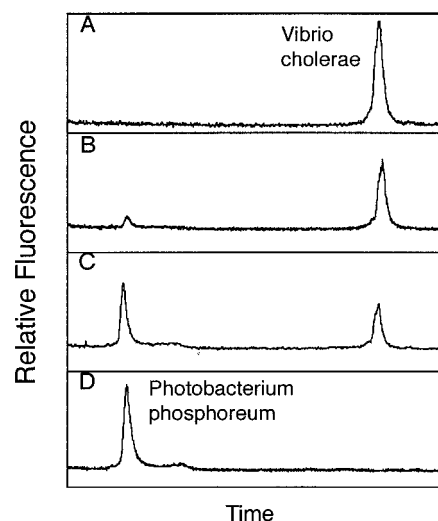 A
Vibrio
cholerae
B
C
D
Photobacterium
phosphoreum
Relative Fluorescence
Time